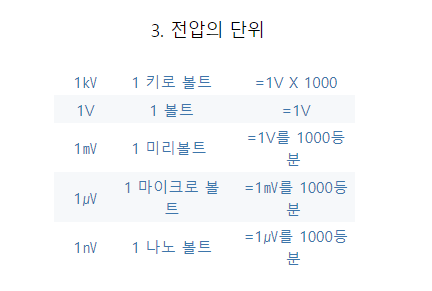 3. 전압의 단위
1㎸ 1 키로 볼트 =1V X 1000
1V 1 볼트 =1V
1㎷ 1 미리볼트 =1V를 1000등
분
1㎶ 1 마이크로 볼
트 =1㎷를 1000등
분
1㎵ 1 나노 볼트 =1㎶를 1000등
분